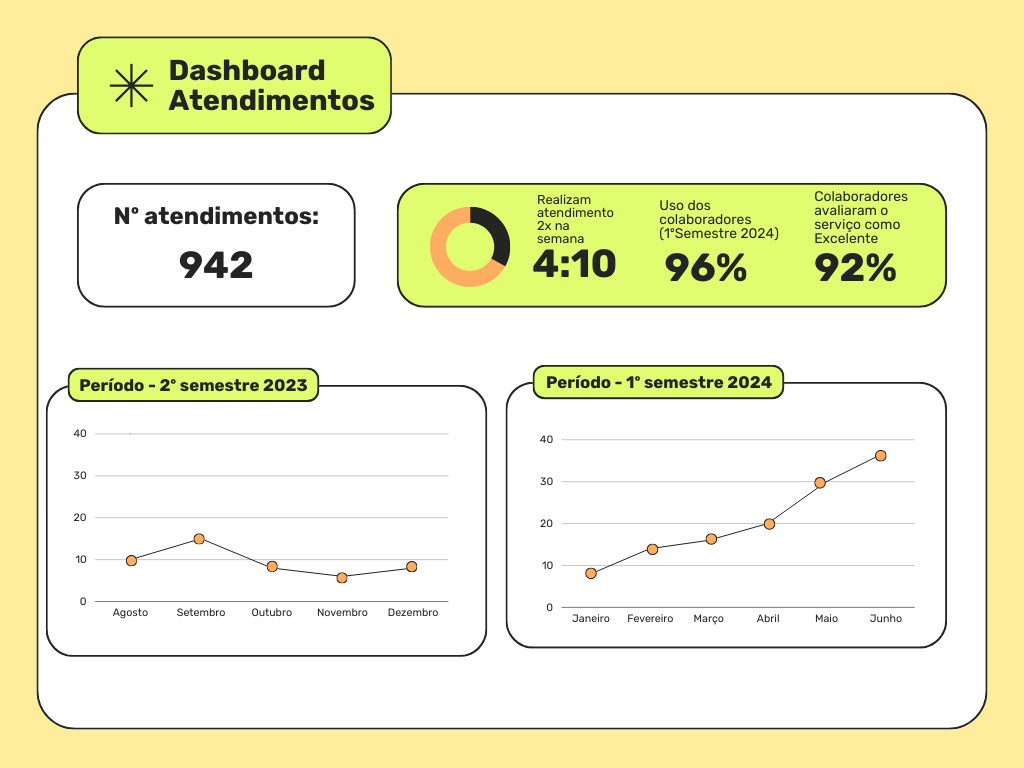 Dashboard
Atendimentos
Nº atendimentos:
942
Realizam
atendimento
2x na
semana
4:10
Uso dos
colaboradores
(1ºSemestre 2024)
96%
Colaboradores
avaliaram o
serviço como
Excelente
92%
Período - 2º semestre 2023
40
30
20
10
0
Agosto Setembro Outubro Novembro Dezembro
Período - 1º semestre 2024
40
30
20
10
0
Janeiro Fevereiro Março Abril Maio Junho